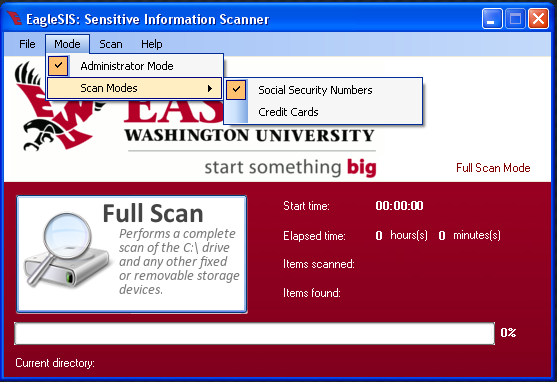 EagleSIS: Sensitive Information Scanner
File Mode Scan Help
Administrator Mode
Scan Modes
Social Security Numbers
Credit Cards
EAS
WASHINGTON UNIVERSITY
start something big
Full Scan Mode
Full Scan
Performs a complete
scan of the C:\ drive
and any other fixed
or removable storage
devices.
Start time: 00:00:00
Elapsed time: 0 hours(s) 0 minutes(s)
Items scanned:
Items found:
0%
Current directory: